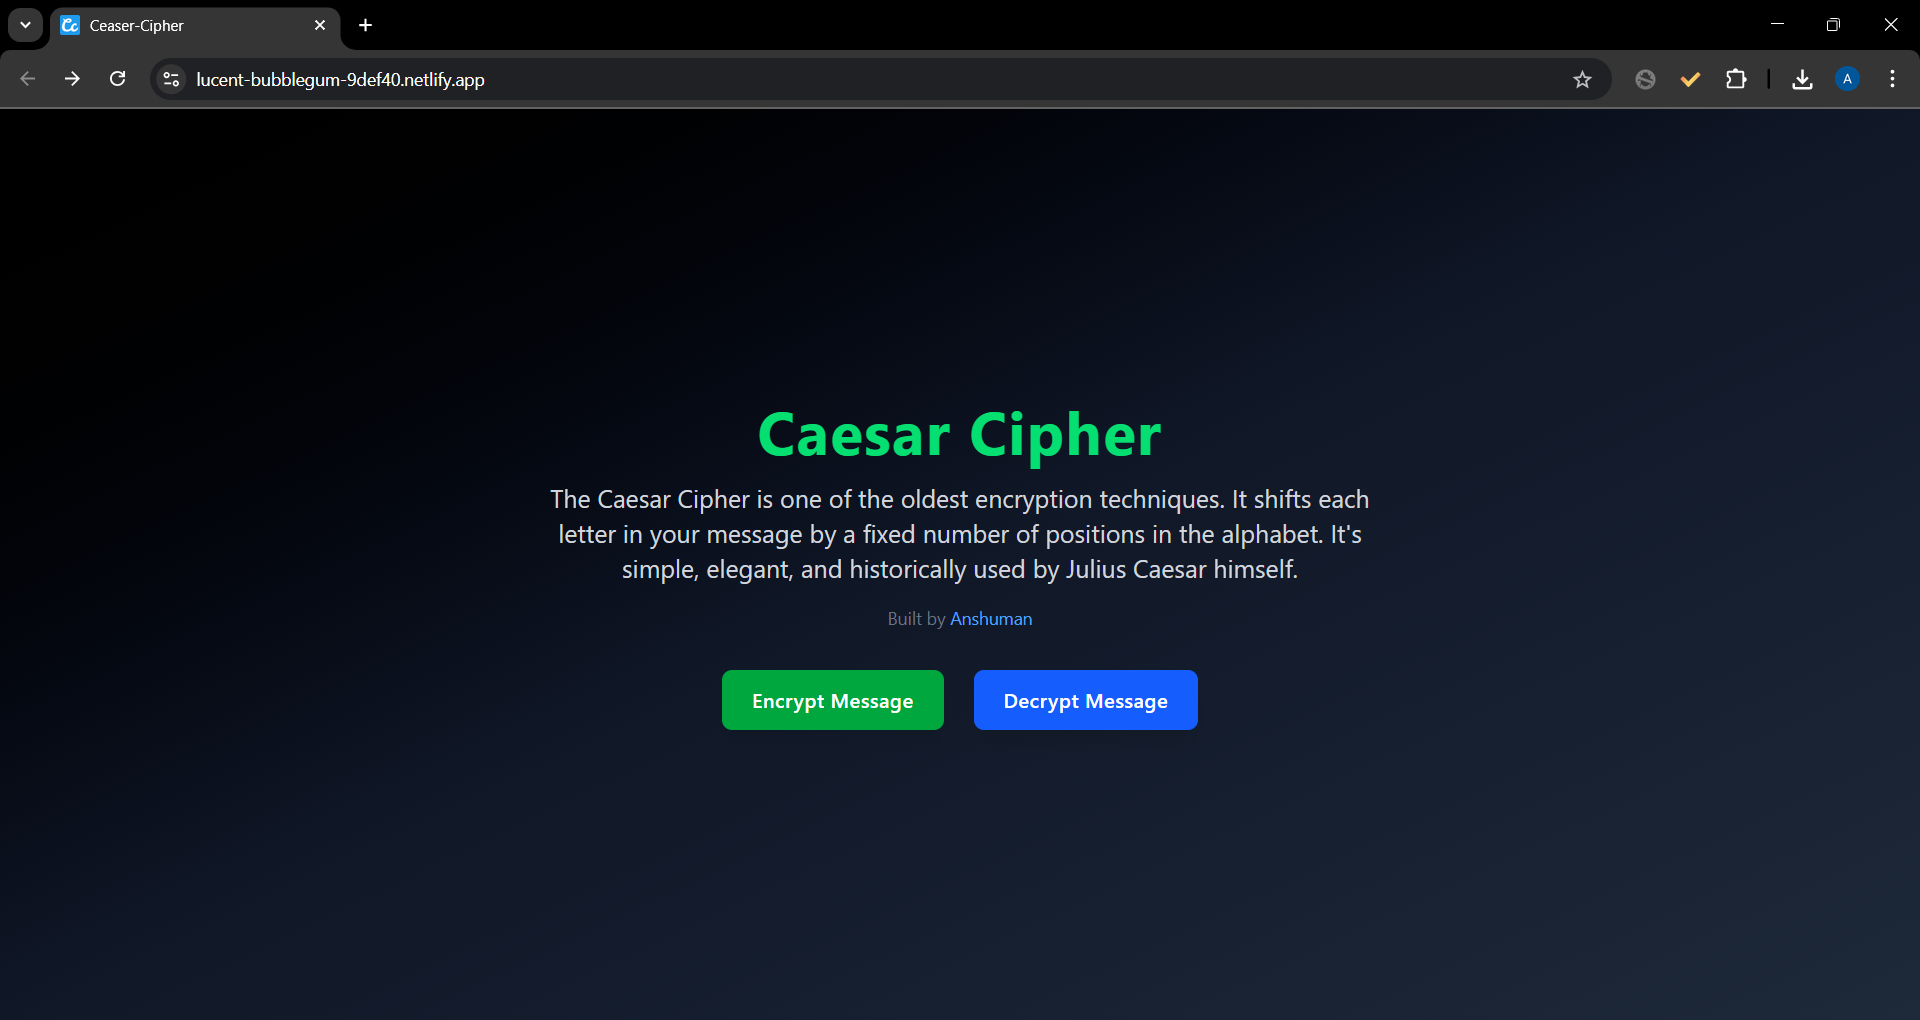 Cc Ceaser-Cipher
lucent-bubblegum-9def40.netlify.app
A
Caesar Cipher
The Caesar Cipher is one of the oldest encryption techniques. It shifts each
letter in your message by a fixed number of positions in the alphabet. It's
simple, elegant, and historically used by Julius Caesar himself.
Built by Anshuman
Encrypt Message
Decrypt Message